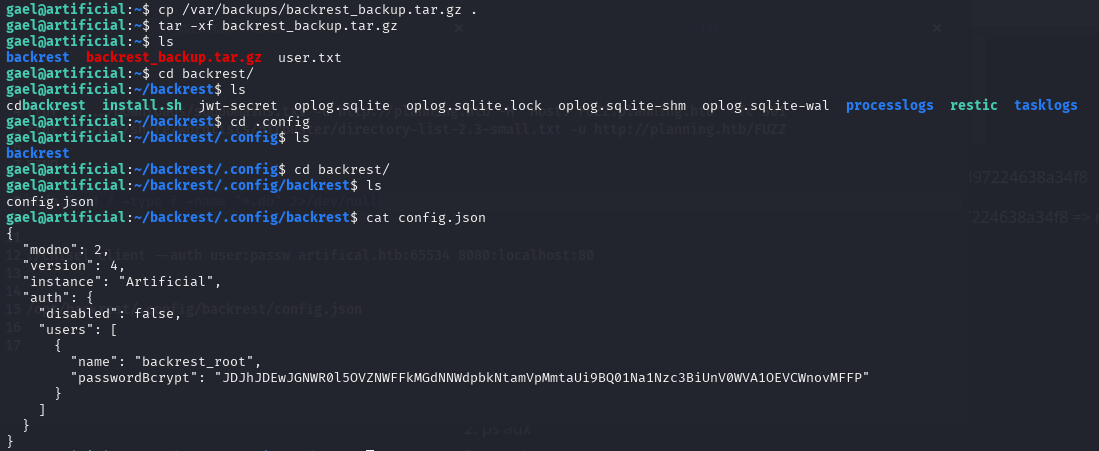 gael@artificial:~$ cp /var/backups/backrest_backup.tar.gz .
gael@artificial:~$ tar -xf backrest_backup.tar.gz
gael@artificial:~$ ls
backrest  backrest_backup.tar.gz  user.txt
gael@artificial:~$ cd backrest/
gael@artificial:~/backrest$ ls
cdbackrest  install.sh  jwt-secret  oplog.sqlite  oplog.sqlite.lock  oplog.sqlite-shm  oplog.sqlite-wal  processlogs  restic  tasklogs
gael@artificial:~/backrest$ cd .config
gael@artificial:~/backrest/.config$ ls
backrest
gael@artificial:~/backrest/.config$ cd backrest/
gael@artificial:~/backrest/.config/backrest$ ls
config.json
gael@artificial:~/backrest/.config/backrest$ cat config.json
{
  "modno": 2,
  "version": 4,
  "instance": "Artificial",
  "auth": {
    "disabled": false,
    "users": [
      {
        "name": "backrest_root",
        "passwordBcrypt": "JDJhJDEwJGNWR0l5OVZNWFFkMGdNNWdpbkNtamVpMmtaUi9BQ01Na1Nzc3BiUnV0WVA1OEVCWnovMFFP"
      }
    ]
  }
}